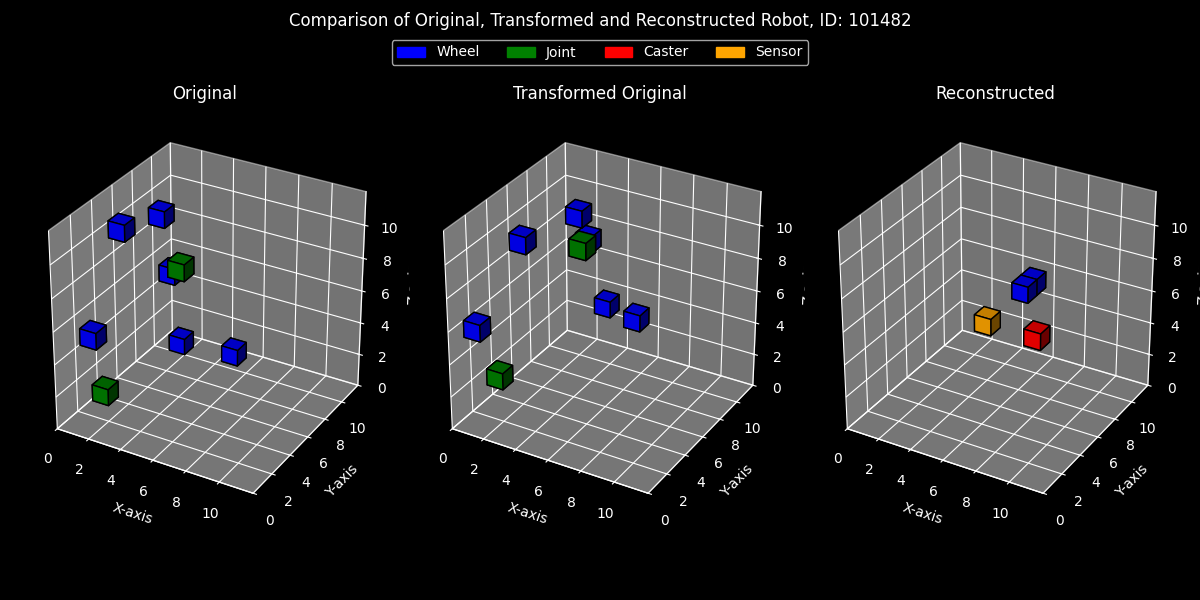 Comparison of Original, Transformed and Reconstructed Robot, ID: 101482
Wheel Joint Caster Sensor
Original Transformed Original Reconstructed
10 10 10
8 8 8
6 6 6
4 4 4
2 2 2
0 0 0
0 2 4 6 8 10 0 2 4 6 8 10 0 2 4 6 8 10
0 2 4 6 8 10 0 2 4 6 8 10 0 2 4 6 8 10
X-axis Y-axis X-axis Y-axis X-axis Y-axis